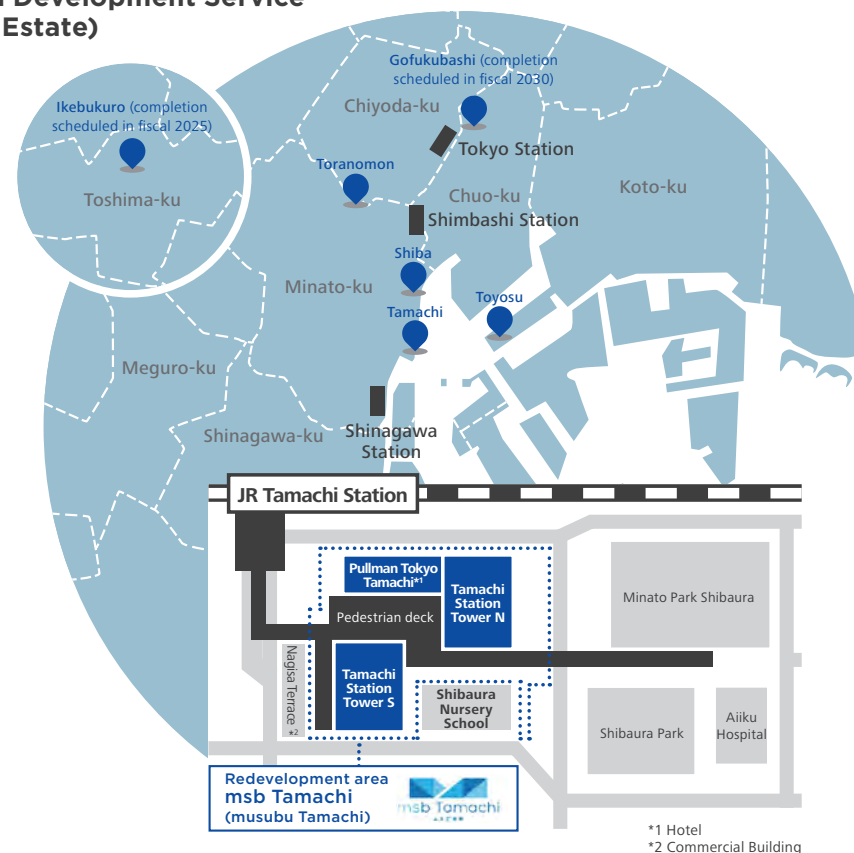 Development Service
Estate)
Gofukubashi (completion
scheduled in fiscal 2030)
Chiyoda-ku
Ikebukuro (completion
scheduled in fiscal 2025)
Tokyo Station
Toranomon
Toshima-ku
Chuo-ku
Koto-ku
Shimbashi Station
Shiba
Minato-ku
Toyosu
Tamachi
Meguro-ku
Shinagawa-ku
Shinagawa
Station
JR Tamachi Station
Pullman Tokyo
Tamachi*1
Tamachi
Station
Tower N
Minato Park Shibaura
Pedestrian deck
Nagisa Terrace *2
Tamachi
Station
Tower S
Shibaura
Nursery
School
Shibaura Park
Aiiku
Hospital
Redevelopment area
msb Tamachi
(musubu Tamachi)
msb Tamachi
*1 Hotel
*2 Commercial Building